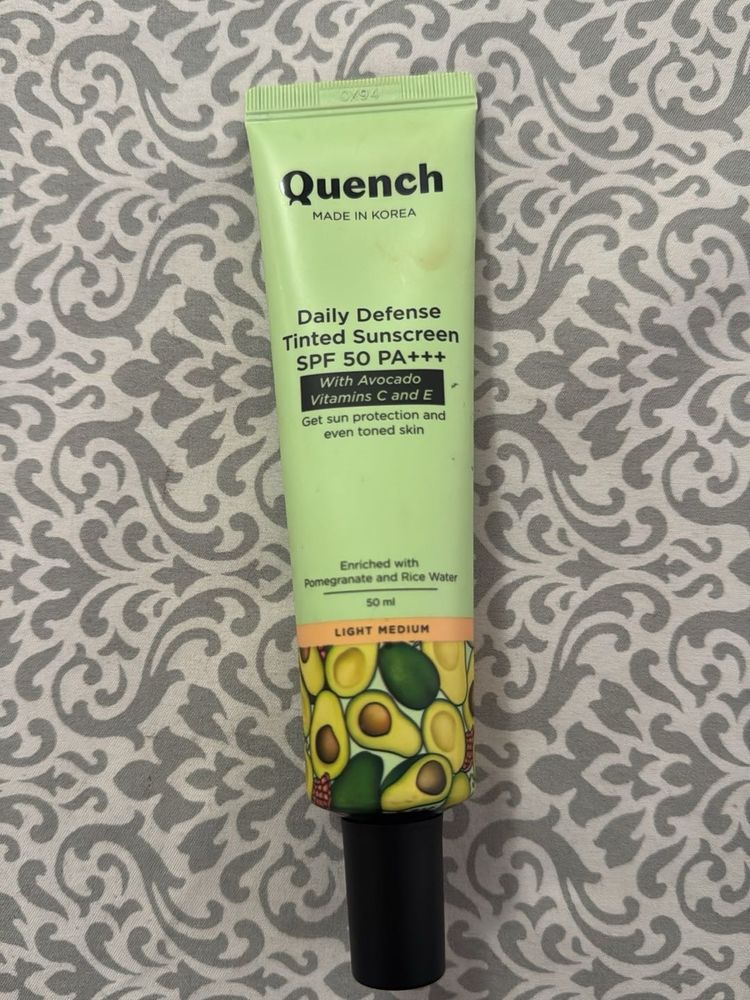 Quench
MADE IN KOREA
Daily Defense
Tinted Sunscreen
SPF 50 PA+++
With Avocado
Vitamins C and E
Get sun protection and
even toned skin
Enriched with
Pomegranate and Rice Water
50 ml
LIGHT MEDIUM